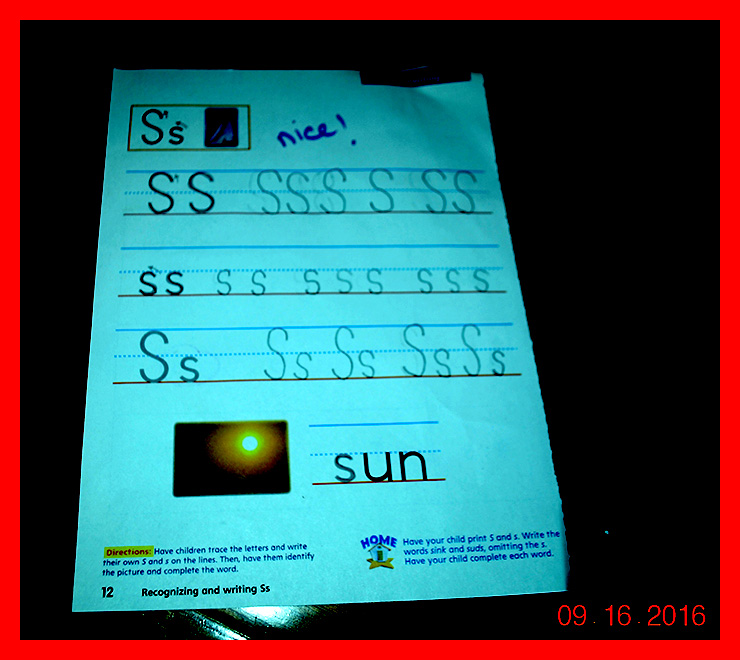 Ss
nice!
SS SSS S SS
ss s s s s s s s s
Ss Ss Ss Ss Ss
sun
Directions: Have children trace the letters and write
their own S and s on the lines. Then, have them identify
the picture and complete the word.
HOME
Have your child print S and s. Write the
words sink and suds, omitting the s.
Have your child complete each word.
12 Recognizing and writing Ss
09.16.2016